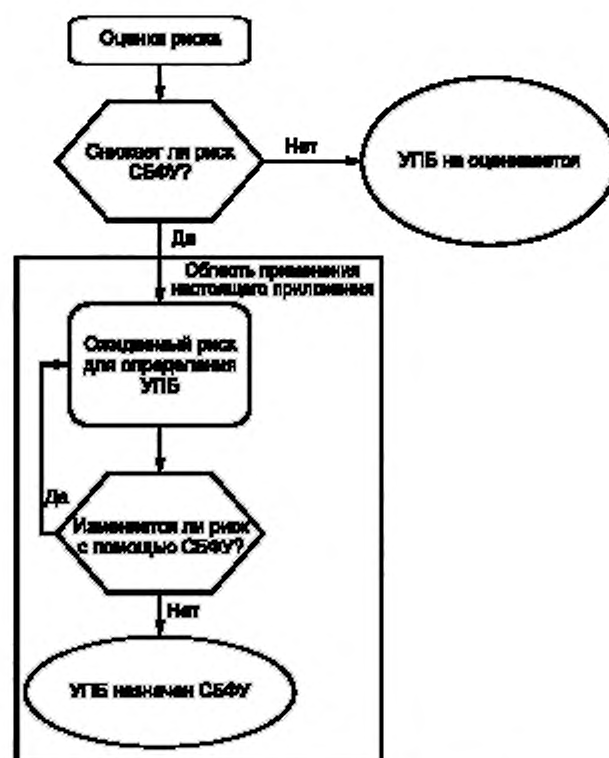 Оценка риска
Снижает ли риск
СБФУ?
Нет
УПБ не оценивается
Да
Область применения
настоящего приложения
Ожидаемый риск
для определения
УПБ
Да
Изменяется ли риск
с помощью СБФУ?
Нет
УПБ назначен СБФУ